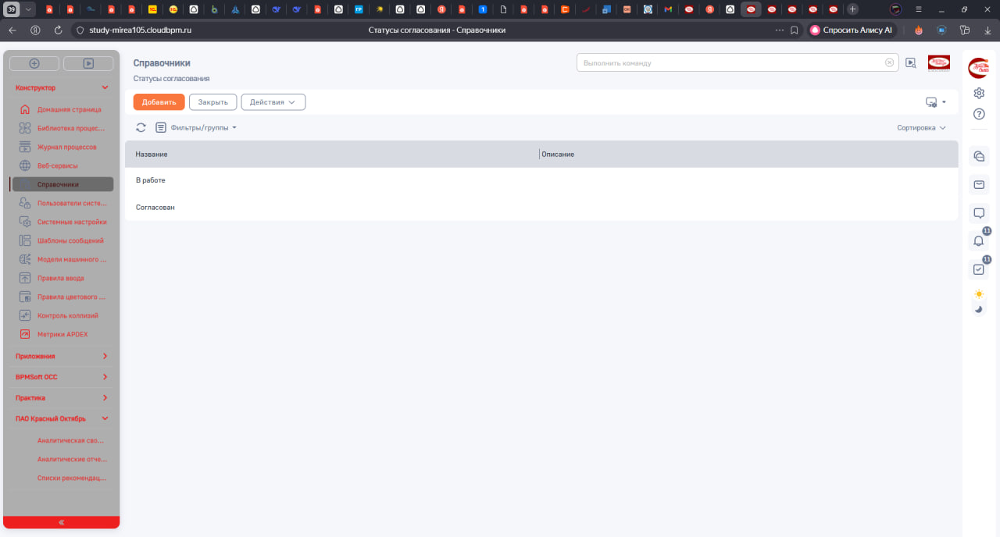 39
study-mirea105.cloudbpm.ru
Статусы согласования - Справочники
Спросить Алису AI
Конструктор
Домашняя страница
Библиотека процес...
Журнал процессов
Веб-сервисы
Справочники
Пользователи систе...
Системные настройки
Шаблоны сообщений
Модели машинного ...
Правила ввода
Правила цветового ...
Контроль коллизий
Метрики APDEX
Приложения
BPMSoft ОСС
Практика
ПАО Красный Октябрь
Аналитическая сво...
Аналитические отче...
Списки рекомендац...
Справочники
Статусы согласования
Выполнить команду
Добавить
Закрыть
Действия
Фильтры/группы
Сортировка
Название
Описание
В работе
Согласован
11
11